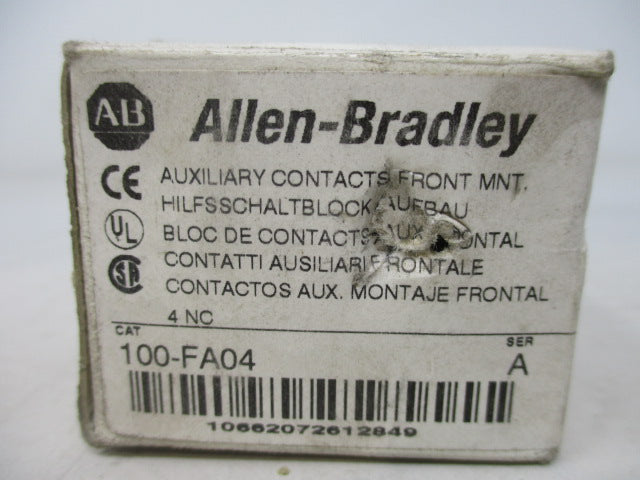 AB Allen-Bradley
CE AUXILIARY CONTACTS FRONT MNT.
HILFSSCHALTBLOCK AUFBAU
UL BLOC DE CONTACTS AUX
SA CONTATTI AUSILIARI FRONTALE
CONTACTOS AUX. MONTAJE FRONTAL
4 NC
CAT SER
100-FA04 A
10662072612849